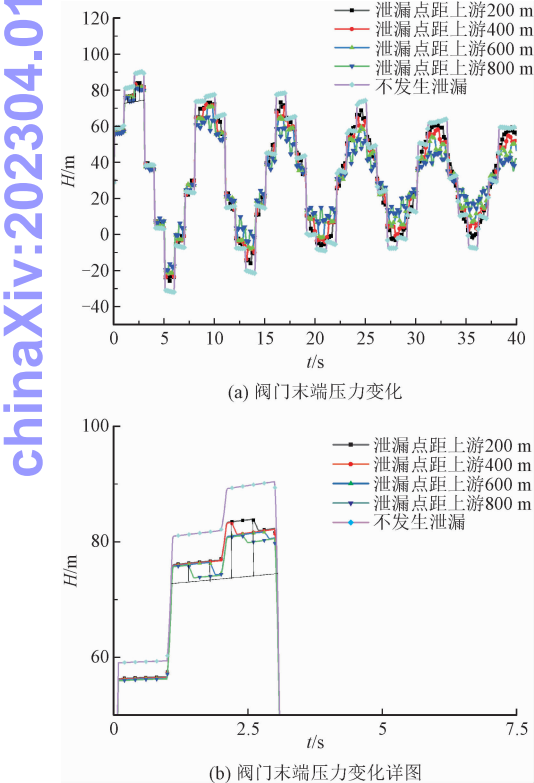 chinaXiv:202304.01
120
100
80
60
40
20
0
−20
−40
H/m
0
5
10
15
20
25
30
35
40
t/s
泄漏点距上游200 m
泄漏点距上游400 m
泄漏点距上游600 m
泄漏点距上游800 m
不发生泄漏
(a) 阀门末端压力变化
100
80
60
H/m
0
2.5
5
7.5
t/s
泄漏点距上游200 m
泄漏点距上游400 m
泄漏点距上游600 m
泄漏点距上游800 m
不发生泄漏
(b) 阀门末端压力变化详图